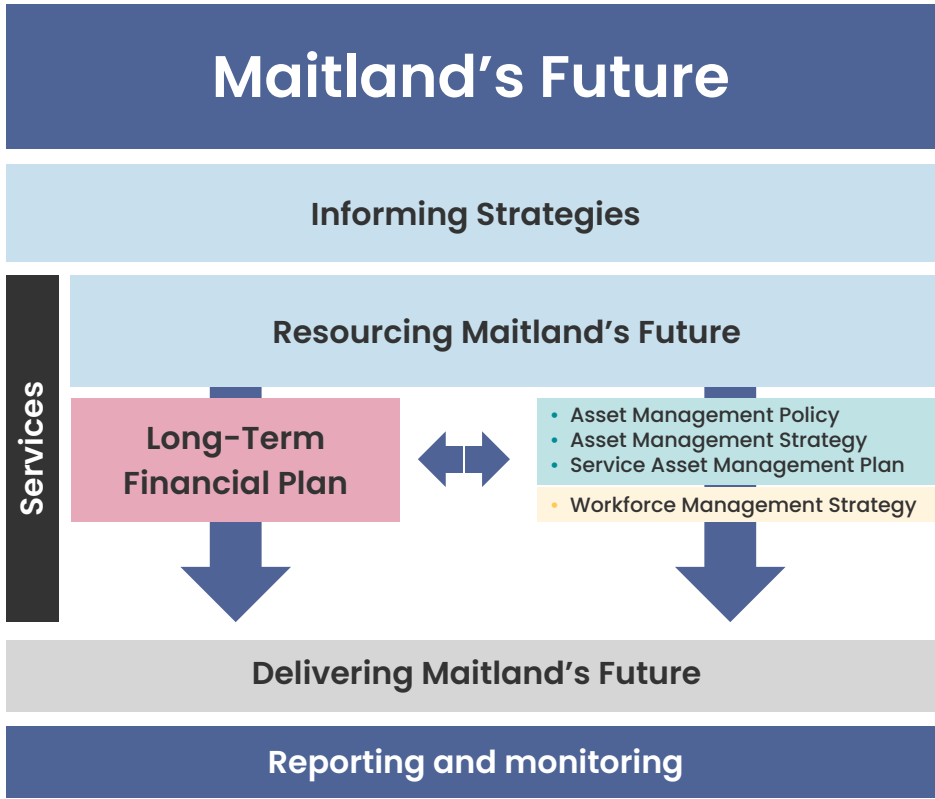 Maitland’s Future
Informing Strategies
Services
Resourcing Maitland’s Future
Long-Term
Financial Plan
• Asset Management Policy
• Asset Management Strategy
• Service Asset Management Plan
• Workforce Management Strategy
Delivering Maitland’s Future
Reporting and monitoring